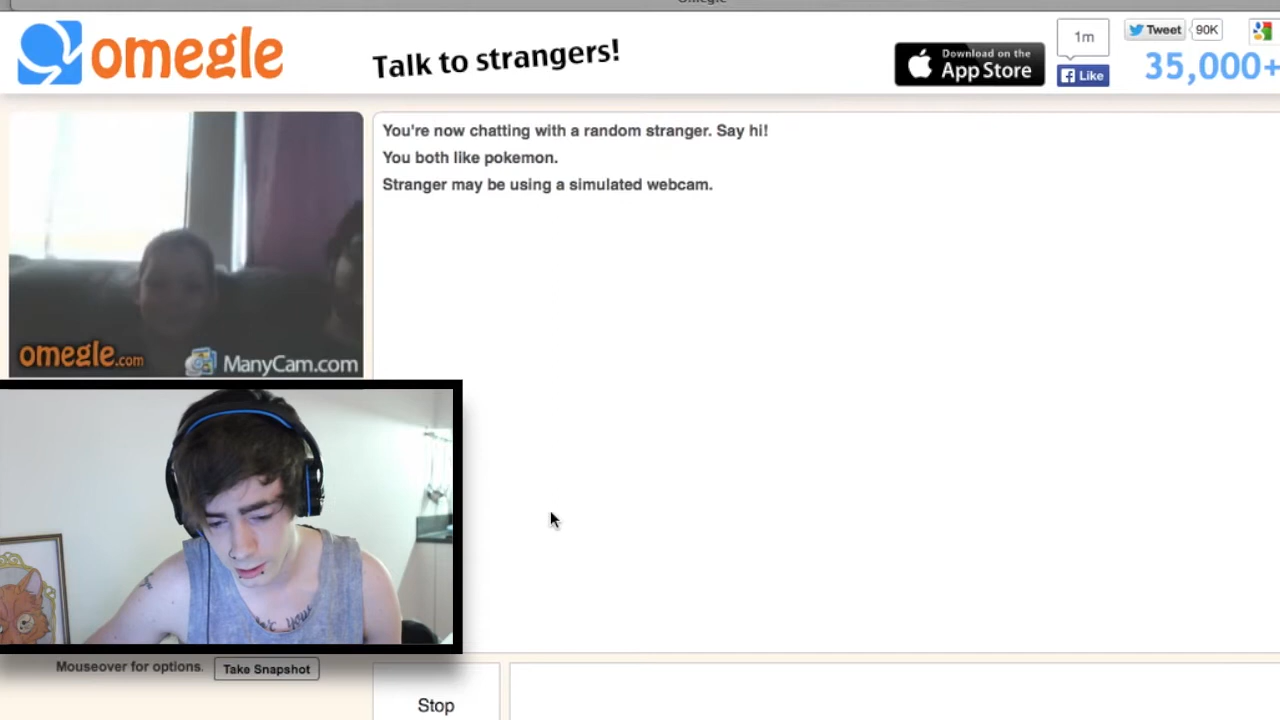 Omegle
omegle
Talk to strangers!
Download on the
App Store
1m
Like
Tweet
90K
35,000+
You're now chatting with a random stranger. Say hi!
You both like pokemon.
Stranger may be using a simulated webcam.
omegle.com
ManyCam.com
Mouseover for options.
Take Snapshot
Stop